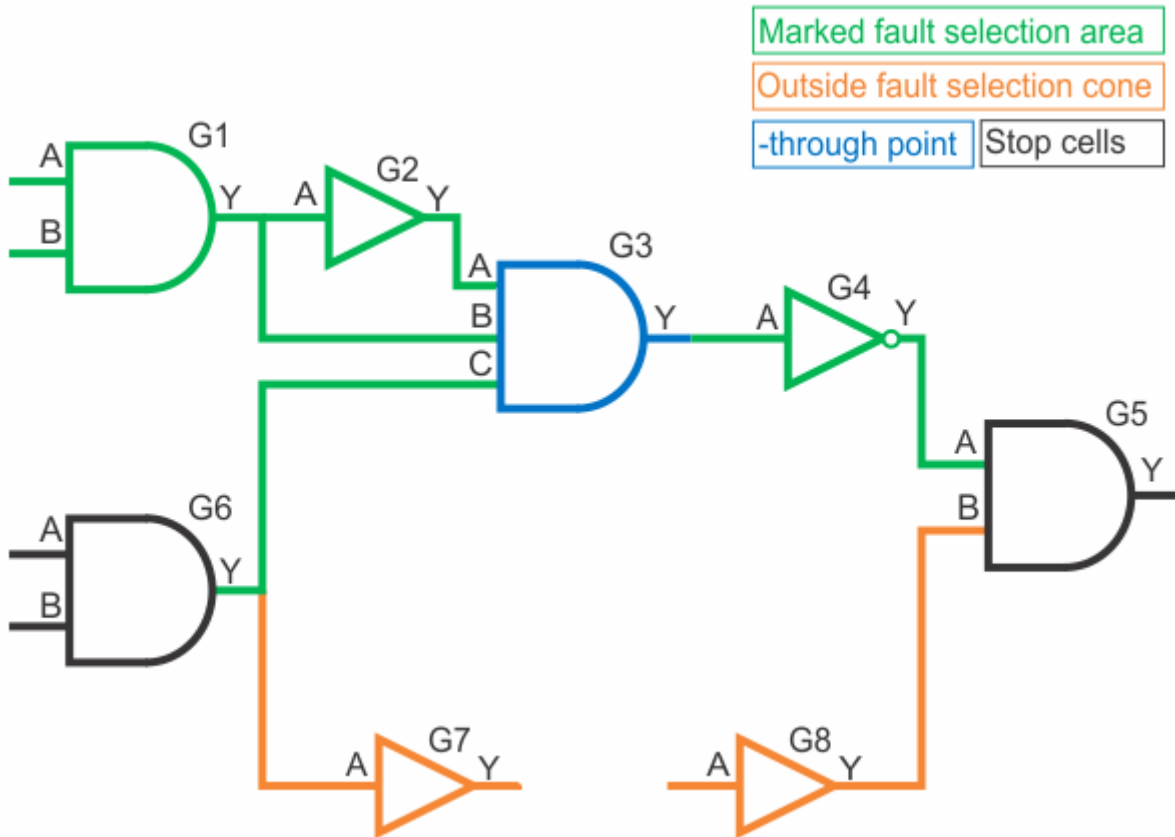 Marked fault selection area
Outside fault selection cone
-through point
Stop cells
G1
A
B
Y
G2
A
Y
G3
A
B
C
Y
G4
A
Y
G5
A
B
Y
G6
A
B
Y
G7
A
Y
G8
A
Y